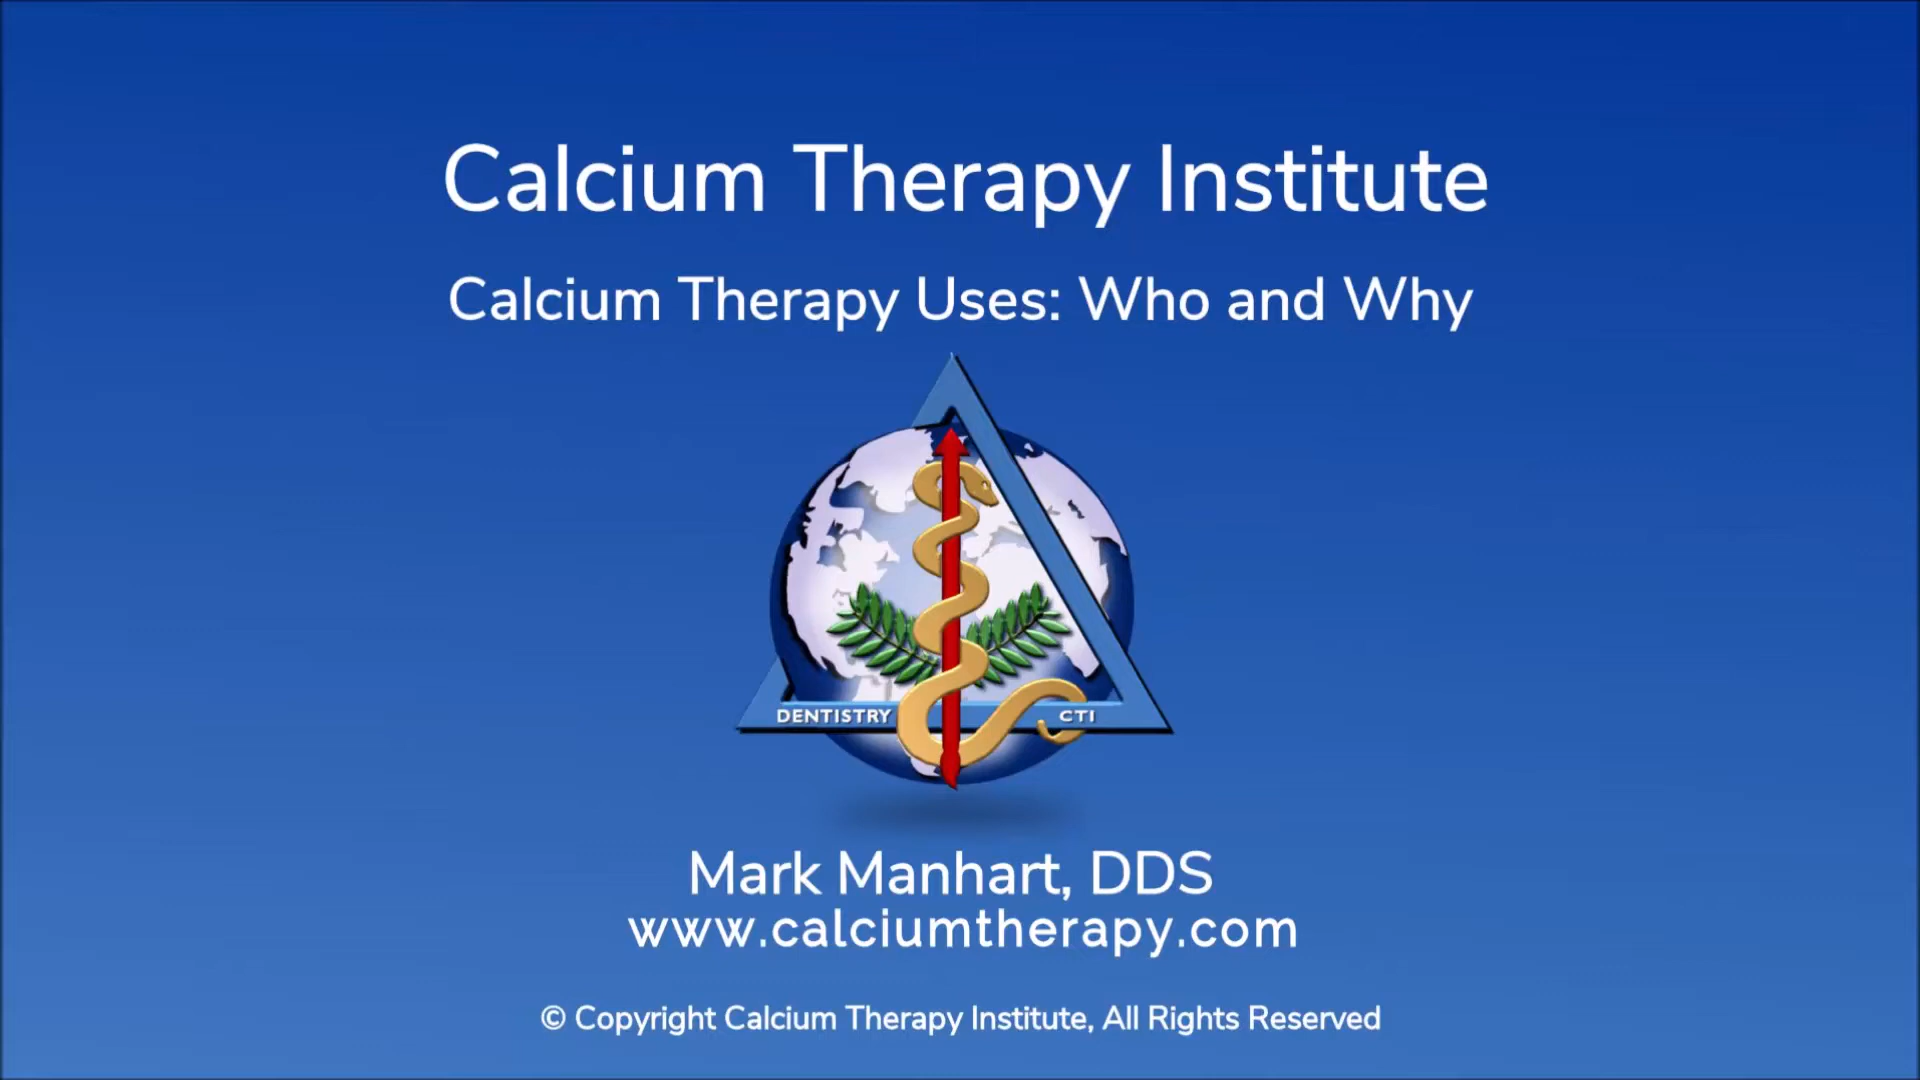 Calcium Therapy Institute
Calcium Therapy Uses: Who and Why
DENTISTRY CTI
Mark Manhart, DDS
www.calciumtherapy.com
© Copyright Calcium Therapy Institute, All Rights Reserved